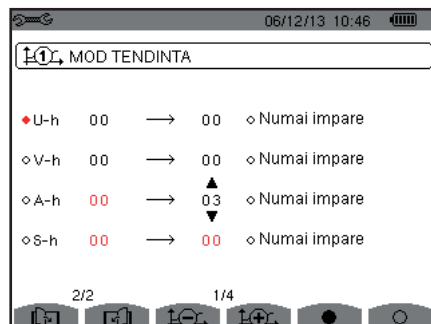 06/12/13 10:46
1 MOD TENDINTA
U-h 00 → 00 Numai impare
V-h 00 → 00 Numai impare
A-h 00 → 03 Numai impare
S-h 00 → 00 Numai impare
2/2 1/4